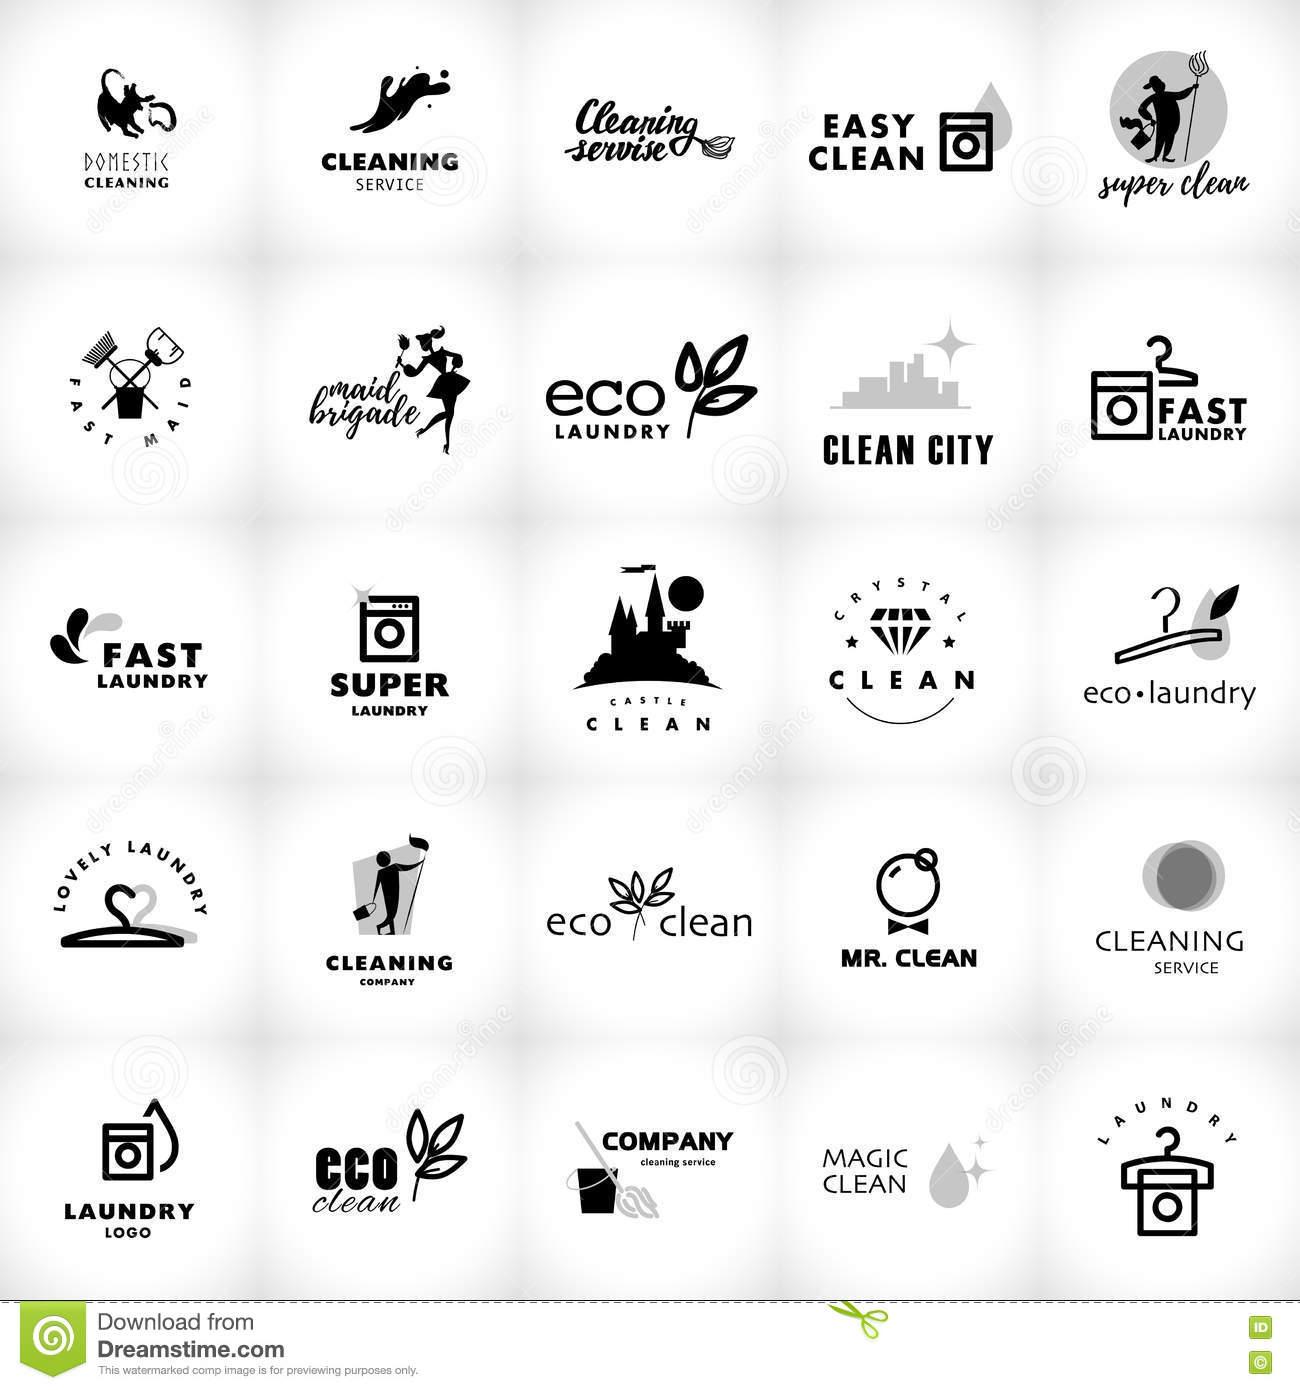 DOMESTIC
CLEANING
CLEANING
SERVICE
Cleaning
servise
EASY
CLEAN
super clean
FAST MAID
maid
brigade
eco
LAUNDRY
CLEAN CITY
FAST
LAUNDRY
FAST
LAUNDRY
SUPER
LAUNDRY
CASTLE
CLEAN
CRYSTAL
CLEAN
eco•laundry
LOVELY LAUNDRY
CLEANING
COMPANY
eco clean
MR. CLEAN
CLEANING
SERVICE
LAUNDRY
LOGO
eco
clean
COMPANY
cleaning service
MAGIC
CLEAN
LAUNDRY
dreamstime
Download from
Dreamstime.com
This watermarked comp image is for previewing purposes only.
ID
©